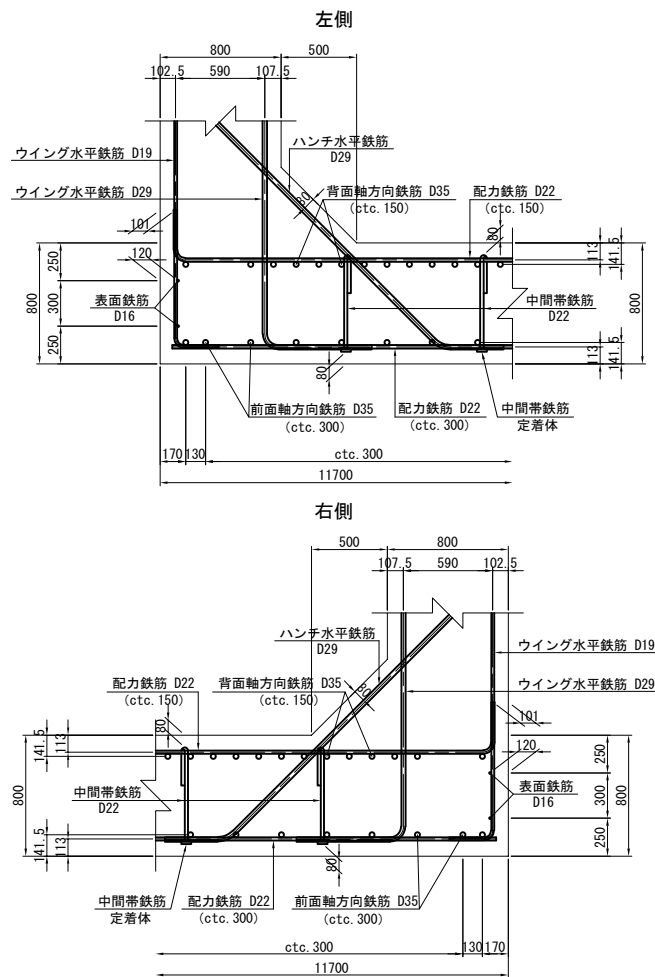 左側
800
500
102.5
590
107.5
ハンチ水平鉄筋
D29
ウイング水平鉄筋 D19
ウイング水平鉄筋 D29
80
背面軸方向鉄筋 D35
(ctc.150)
配力鉄筋 D22
(ctc.150)
80
101
120
250
300
250
800
表面鉄筋
D16
中間帯鉄筋
D22
113
141.5
800
141.5
113
80
前面軸方向鉄筋 D35
(ctc.300)
配力鉄筋 D22
(ctc.300)
中間帯鉄筋
定着体
170
130
ctc.300
11700
右側
500
800
107.5
590
102.5
ハンチ水平鉄筋
D29
ウイング水平鉄筋 D19
ウイング水平鉄筋 D29
配力鉄筋 D22
(ctc.150)
背面軸方向鉄筋 D35
(ctc.150)
80
80
101
120
141.5
113
800
中間帯鉄筋
D22
表面鉄筋
D16
250
300
250
800
141.5
113
80
中間帯鉄筋
定着体
配力鉄筋 D22
(ctc.300)
前面軸方向鉄筋 D35
(ctc.300)
ctc.300
130
170
11700